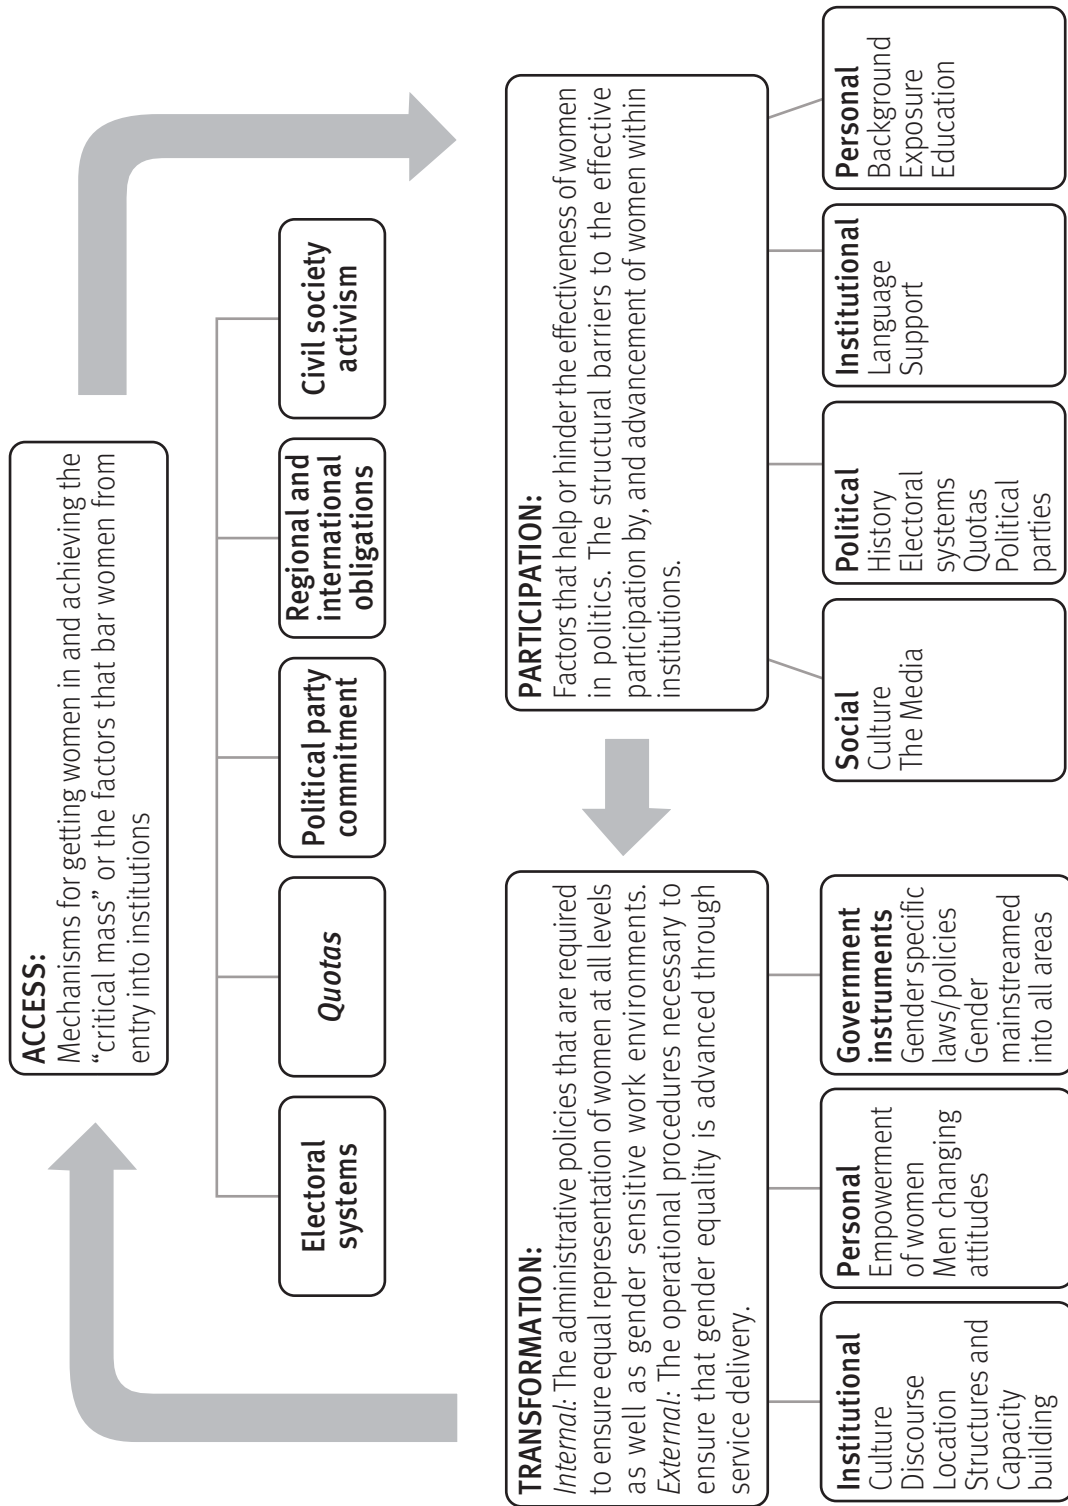 ACCESS:
Mechanisms for getting women in and achieving the
“critical mass” or the factors that bar women from
entry into institutions
Electoral
systems
Quotas
Political party
commitment
Regional and
international
obligations
Civil society
activism
TRANSFORMATION:
Internal: The administrative policies that are required
to ensure equal representation of women at all levels
as well as gender sensitive work environments.
External: The operational procedures necessary to
ensure that gender equality is advanced through
service delivery.
Institutional
Culture
Discourse
Location
Structures and
Capacity
building
Personal
Empowerment
of women
Men changing
attitudes
Government
instruments
Gender specific
laws/policies
Gender
mainstreamed
into all areas
PARTICIPATION:
Factors that help or hinder the effectiveness of women
in politics. The structural barriers to the effective
participation by, and advancement of women within
institutions.
Social
Culture
The Media
Political
History
Electoral
systems
Quotas
Political
parties
Institutional
Language
Support
Personal
Background
Exposure
Education